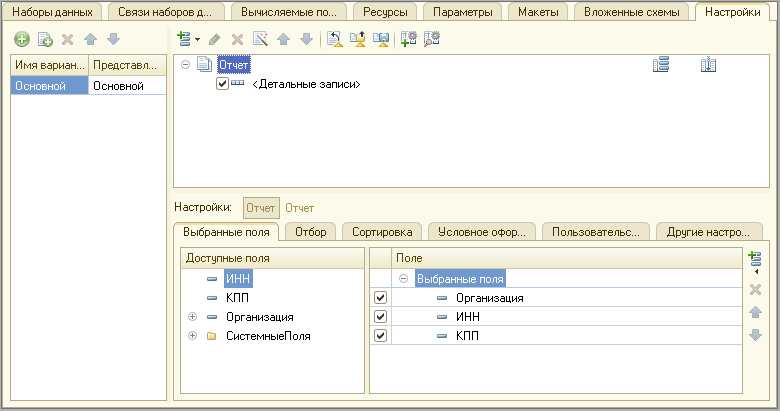 Наборы данных Связи наборов д... Вычисляемые по... Ресурсы Параметры Макеты Вложенные схемы Настройки
Имя вариан... Представл...
Основной Основной
Отчет
<Детальные записи>
Настройки: Отчет Отчет
Выбранные поля Отбор Сортировка Условное офор... Пользовательс... Другие настро...
Доступные поля
ИНН
КПП
Организация
СистемныеПоля
Поле
Выбранные поля
Организация
ИНН
КПП